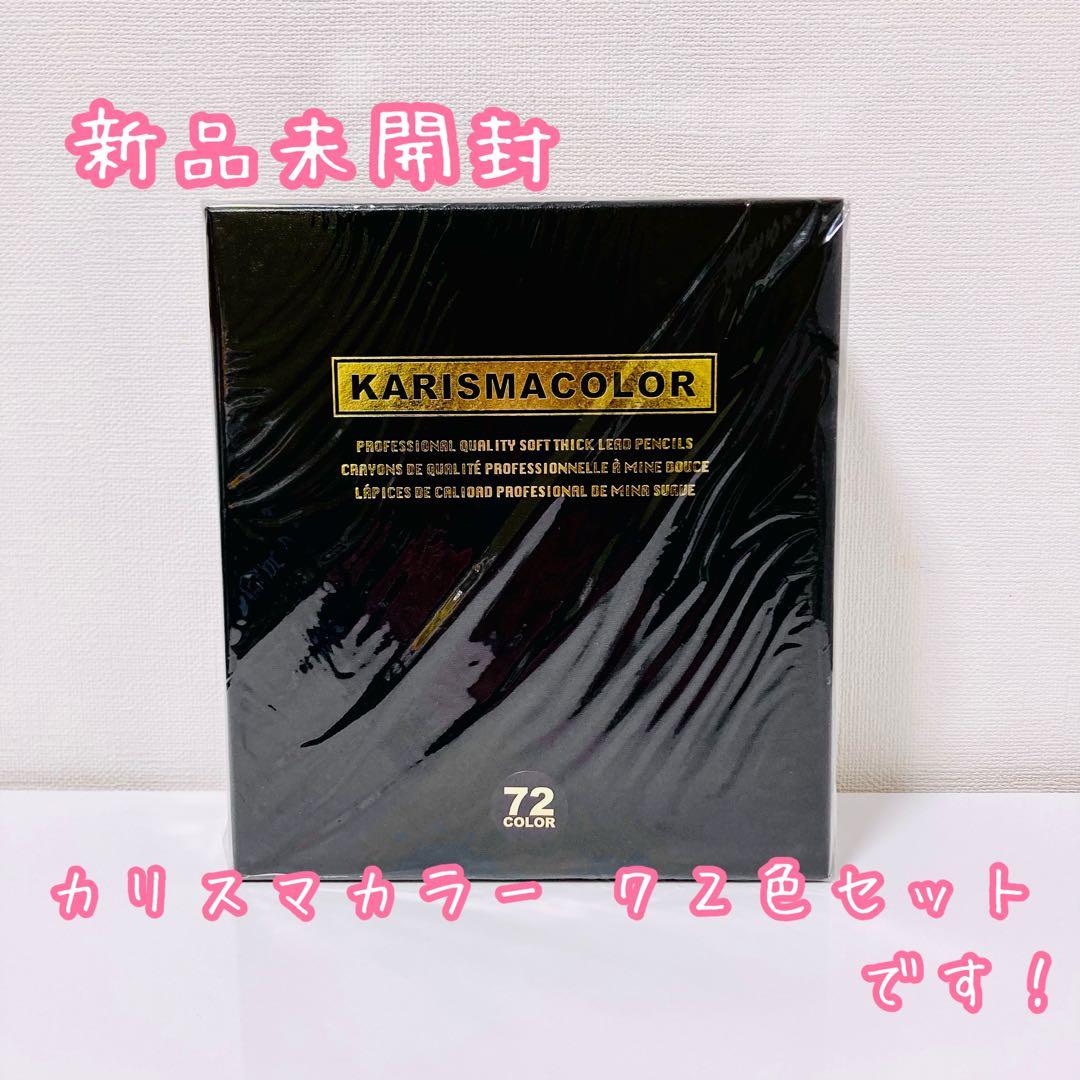 新品未開封
KARISMACOLOR
PROFESSIONAL QUALITY SOFT THICK LEAD PENCILS
CRAYONS DE QUALITÉ PROFESSIONNELLE À MINE DOUCE
LÁPICES DE CALIOAD PROFESIONAL DE MINA SUAVE
72
COLOR
カリスマカラー 72色セット
です!